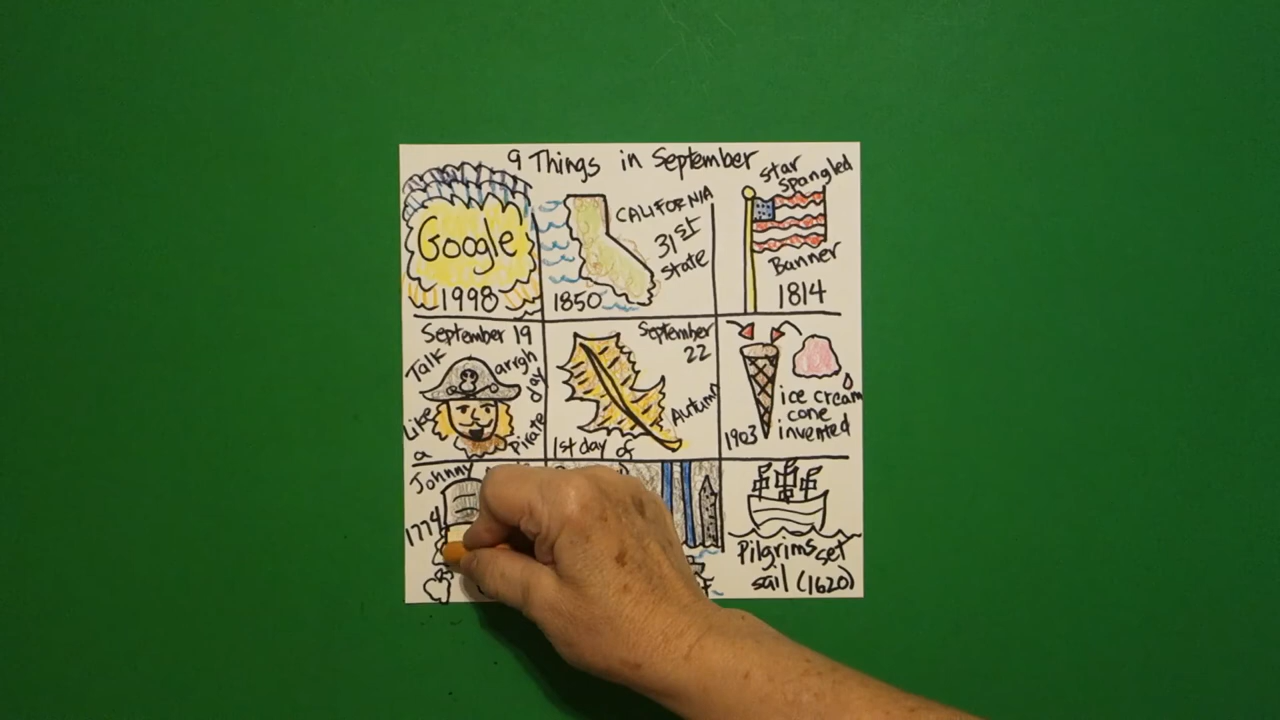 9 Things in September
Google
1998
CALIFORNIA
31st
State
1850
Star
Spangled
Banner
1814
September 19
Talk
Like
a
Pirate
day
arrgh
September
22
1st day of
Autumn
ice cream
cone
invented
1903
Johnny
1774
Pilgrims set
sail (1620)